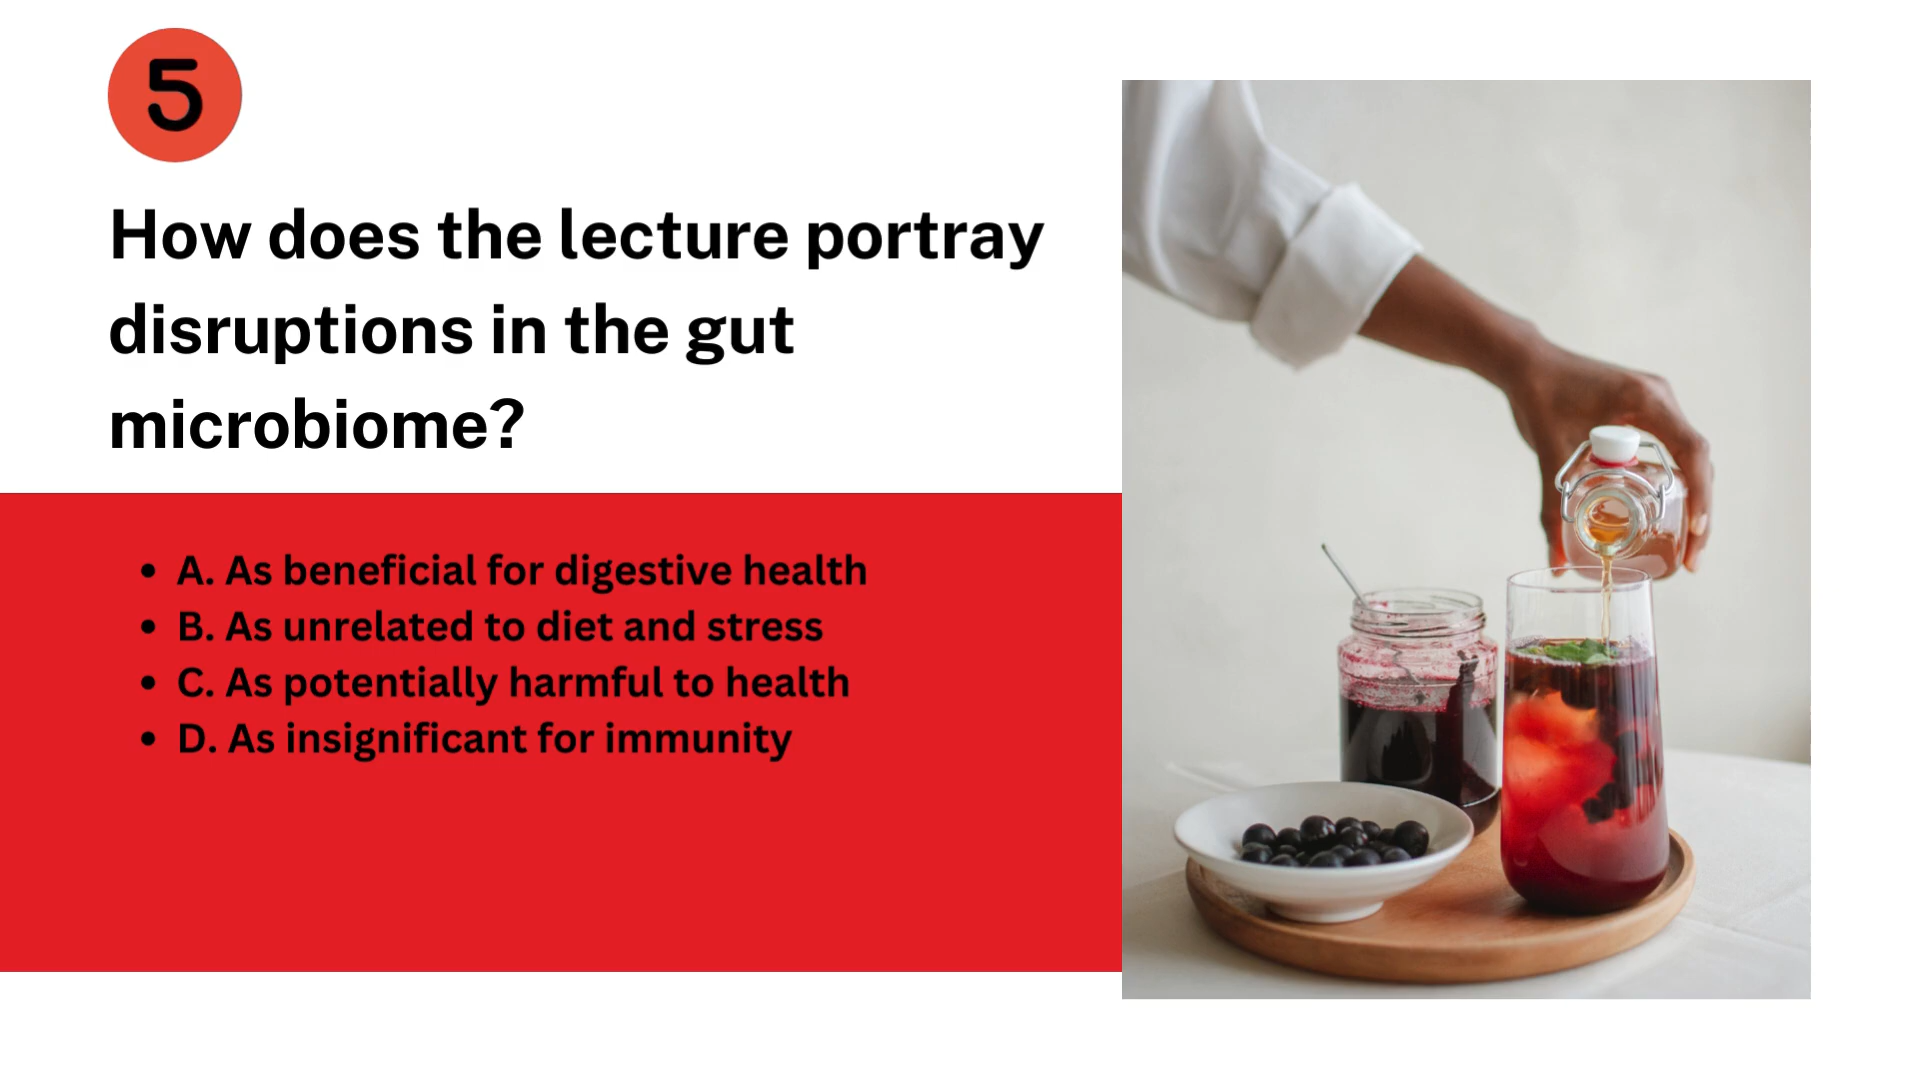 5
How does the lecture portray
disruptions in the gut
microbiome?
• A. As beneficial for digestive health
• B. As unrelated to diet and stress
• C. As potentially harmful to health
• D. As insignificant for immunity